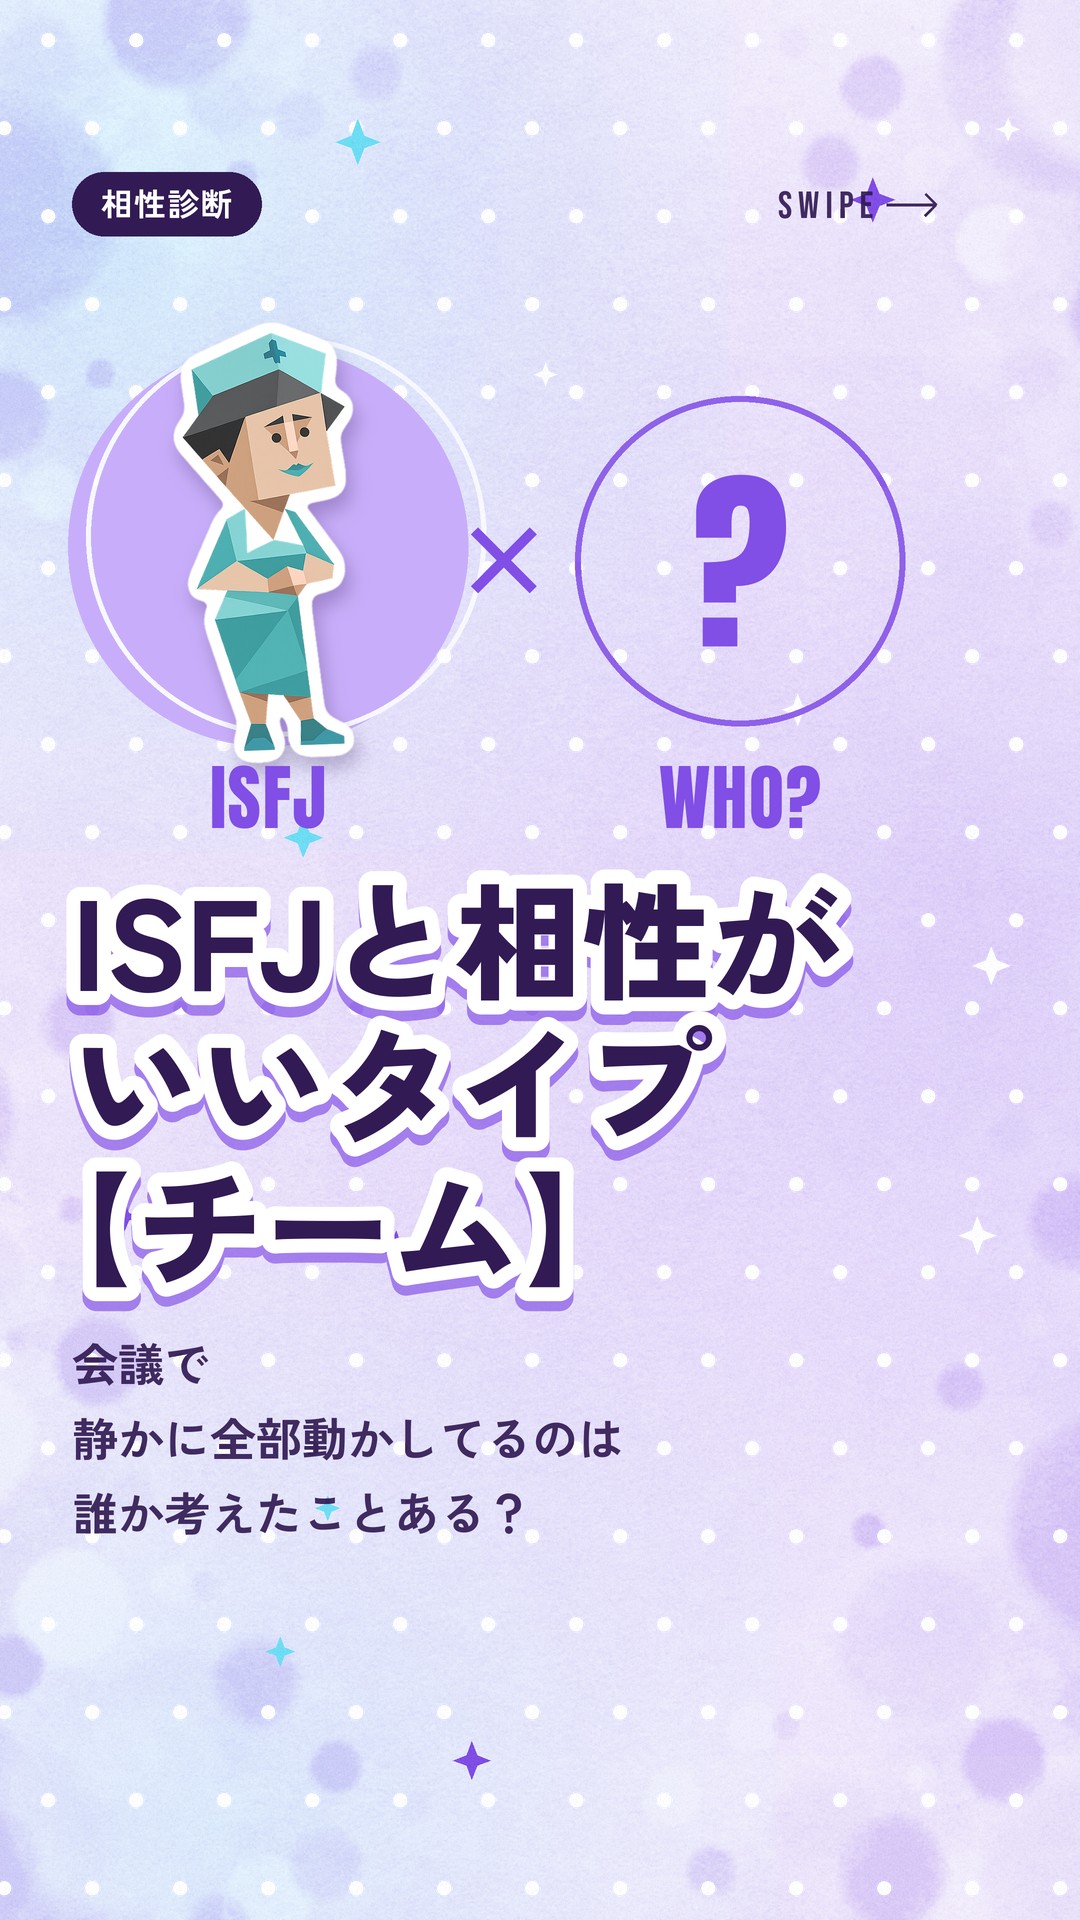 相性診断
SWIPE →
×
?
ISFJ
WHO?
ISFJと相性が
いいタイプ
【チーム】
会議で
静かに全部動かしてるのは
誰か考えたことある？